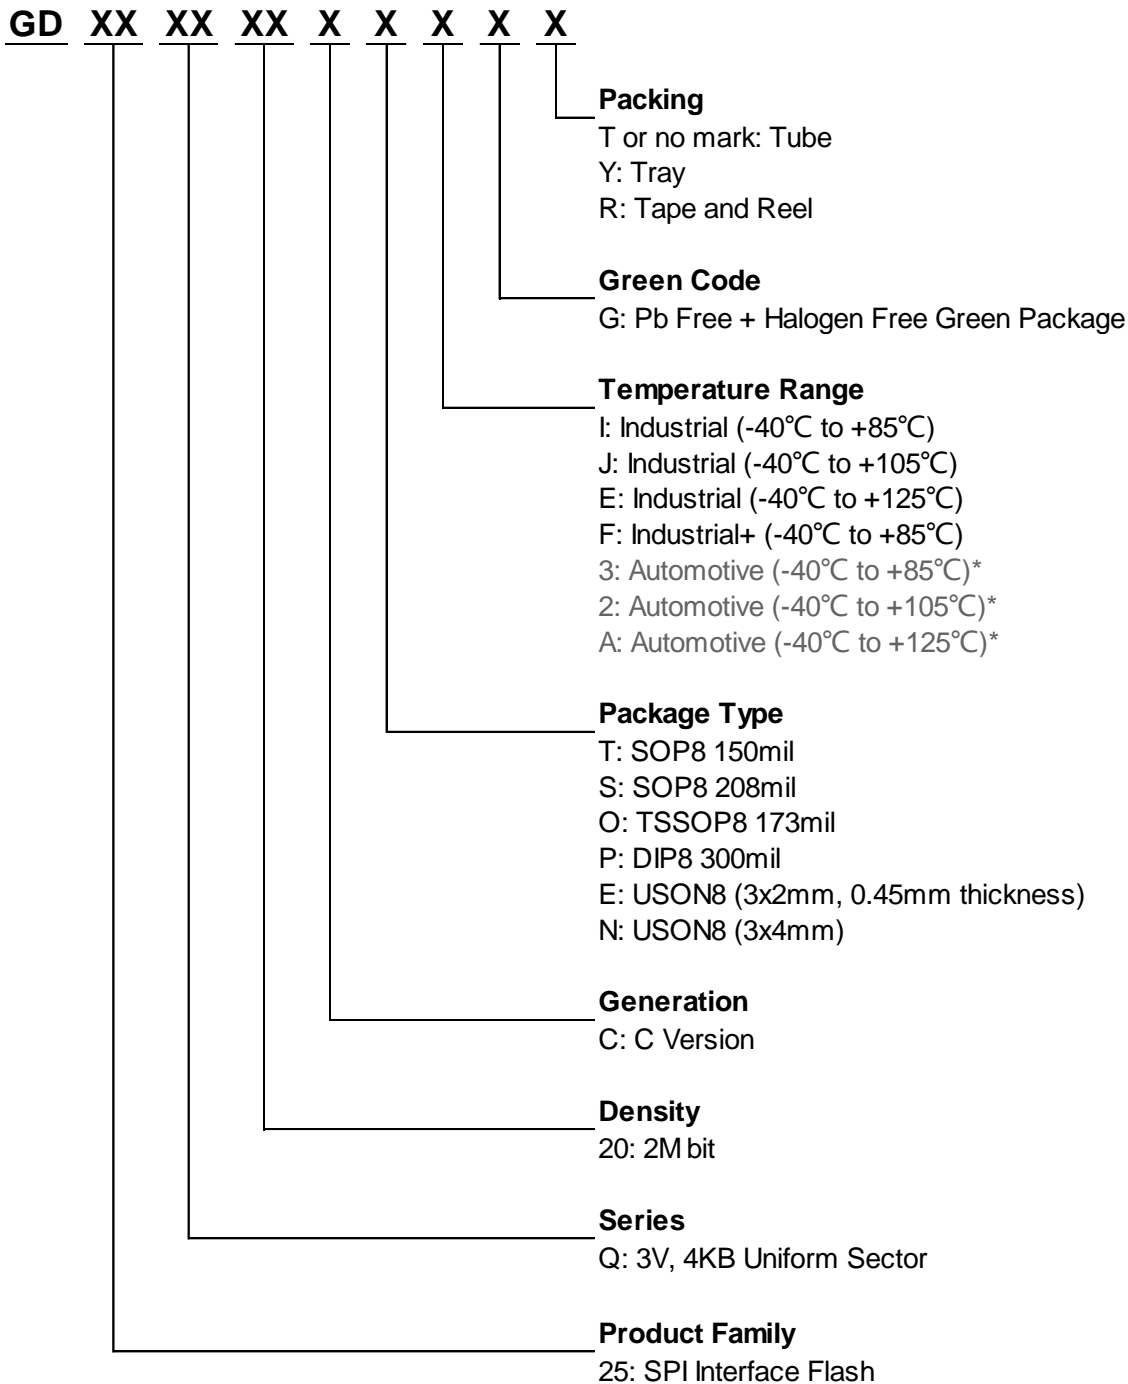 GD XX XX XX X X X X X
Packing
T or no mark: Tube
Y: Tray
R: Tape and Reel
Green Code
G: Pb Free + Halogen Free Green Package
Temperature Range
I: Industrial (-40℃ to +85℃)
J: Industrial (-40℃ to +105℃)
E: Industrial (-40℃ to +125℃)
F: Industrial+ (-40℃ to +85℃)
3: Automotive (-40℃ to +85℃)*
2: Automotive (-40℃ to +105℃)*
A: Automotive (-40℃ to +125℃)*
Package Type
T: SOP8 150mil
S: SOP8 208mil
O: TSSOP8 173mil
P: DIP8 300mil
E: USON8 (3x2mm, 0.45mm thickness)
N: USON8 (3x4mm)
Generation
C: C Version
Density
20: 2M bit
Series
Q: 3V, 4KB Uniform Sector
Product Family
25: SPI Interface Flash